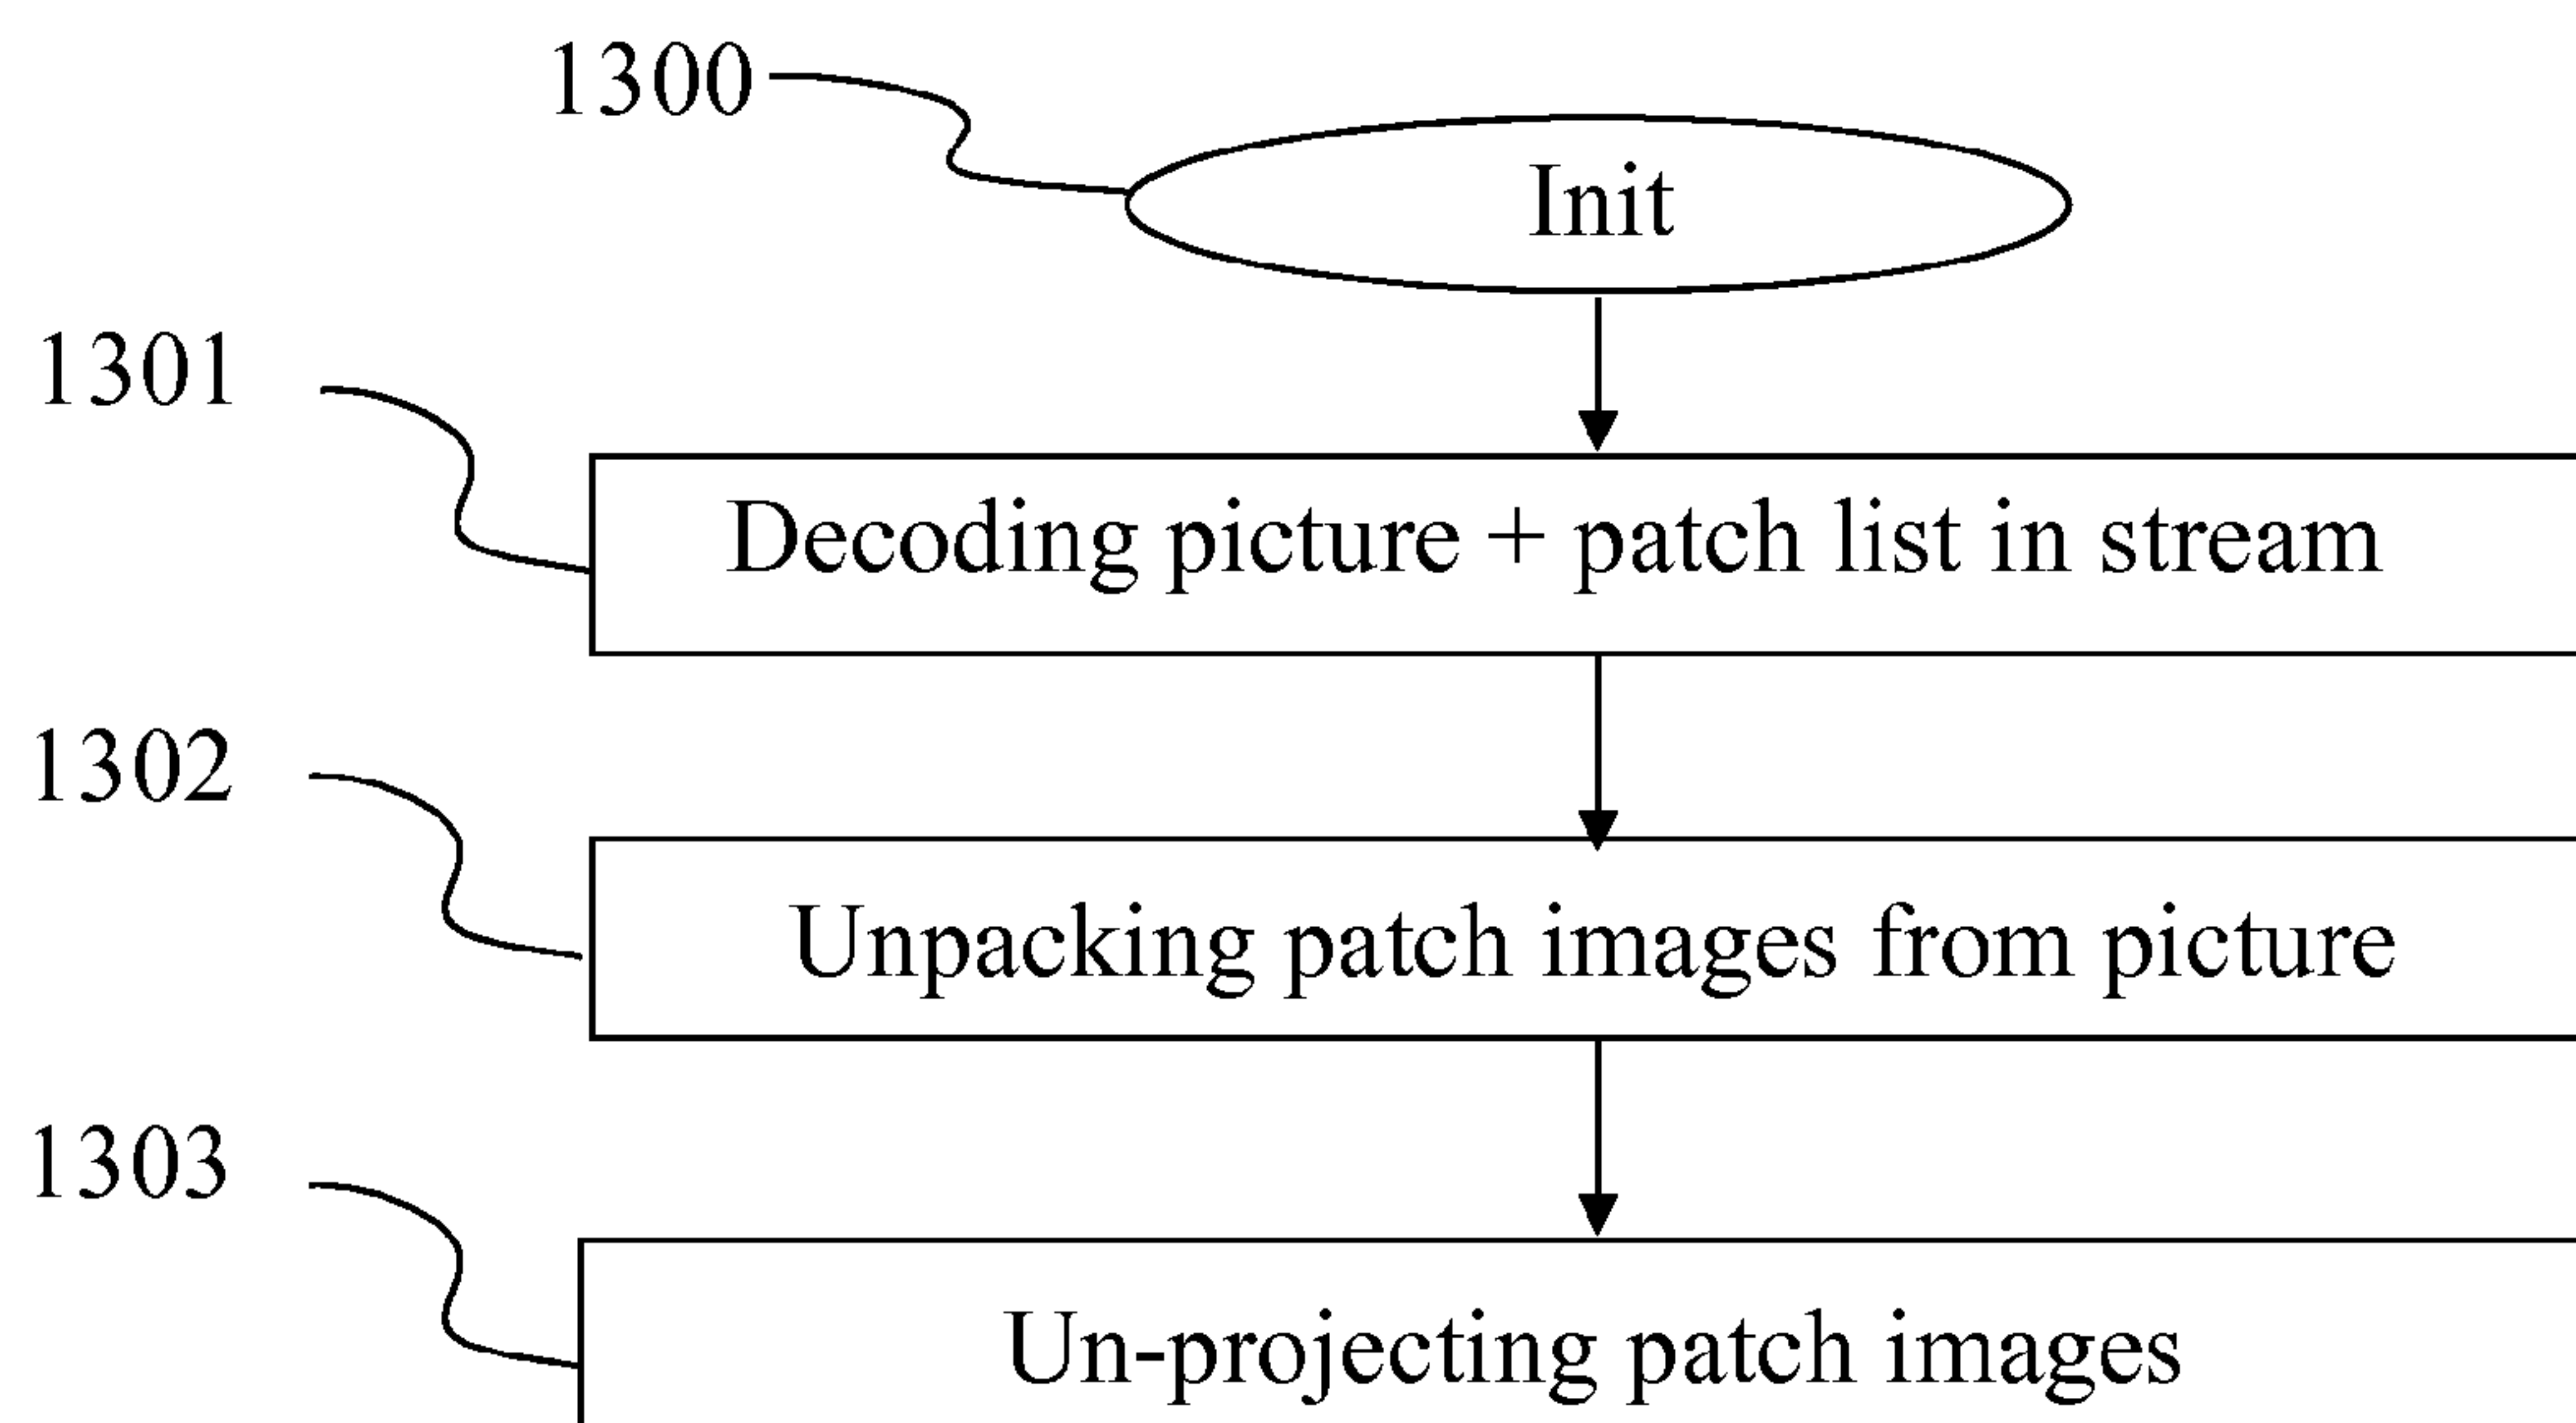 1300
Init
1301
Decoding picture + patch list in stream
1302
Unpacking patch images from picture
1303
Un-projecting patch images